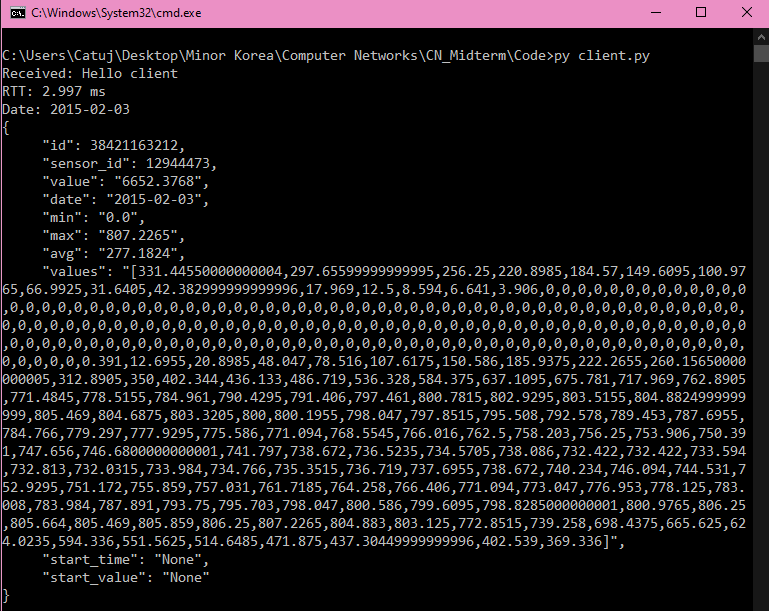 C:\Windows\System32\cmd.exe
C:\Users\Catuj\Desktop\Minor Korea\Computer Networks\CN_Midterm\Code>py client.py
Received: Hello client
RTT: 2.997 ms
Date: 2015-02-03
{
     "id": 38421163212,
     "sensor_id": 12944473,
     "value": "6652.3768",
     "date": "2015-02-03",
     "min": "0.0",
     "max": "807.2265",
     "avg": "277.1824",
     "values": "[331.44550000000004,297.65599999999995,256.25,220.8985,184.57,149.6095,100.97
65,66.9925,31.6405,42.382999999999996,17.969,12.5,8.594,6.641,3.906,0,0,0,0,0,0,0,0,0,0,0,0,0
,0,0,0,0,0,0,0,0,0,0,0,0,0,0,0,0,0,0,0,0,0,0,0,0,0,0,0,0,0,0,0,0,0,0,0,0,0,0,0,0,0,0,0,0,0,0,
0,0,0,0,0,0,0,0,0,0,0,0,0,0,0,0,0,0,0,0,0,0,0,0,0,0,0,0,0,0,0,0,0,0,0,0,0,0,0,0,0,0,0,0,0,0,0
,0,0,0,0,0,0,0,0,0,0,0,0,0,0,0,0,0,0,0,0,0,0,0,0,0,0,0,0,0,0,0,0,0,0,0,0,0,0,0,0,0,0,0,0,0,0,
0,0,0,0,0,0.391,12.6955,20.8985,48.047,78.516,107.6175,150.586,185.9375,222.2655,260.15650000
000005,312.8905,350,402.344,436.133,486.719,536.328,584.375,637.1095,675.781,717.969,762.8905
,771.4845,778.5155,784.961,790.4295,791.406,797.461,800.7815,802.9295,803.5155,804.8824999999
999,805.469,804.6875,803.3205,800,800.1955,798.047,797.8515,795.508,792.578,789.453,787.6955,
784.766,779.297,777.9295,775.586,771.094,768.5545,766.016,762.5,758.203,756.25,753.906,750.39
1,747.656,746.6800000000001,741.797,738.672,736.5235,734.5705,738.086,732.422,732.422,733.594
,732.813,732.0315,733.984,734.766,735.3515,736.719,737.6955,738.672,740.234,746.094,744.531,7
52.9295,751.172,755.859,757.031,761.7185,764.258,766.406,771.094,773.047,776.953,778.125,783.
008,783.984,787.891,793.75,795.703,798.047,800.586,799.6095,798.8285000000001,800.9765,806.25
,805.664,805.469,805.859,806.25,807.2265,804.883,803.125,772.8515,739.258,698.4375,665.625,62
4.0235,594.336,551.5625,514.6485,471.875,437.30449999999996,402.539,369.336]",
     "start_time": "None",
     "start_value": "None"
}